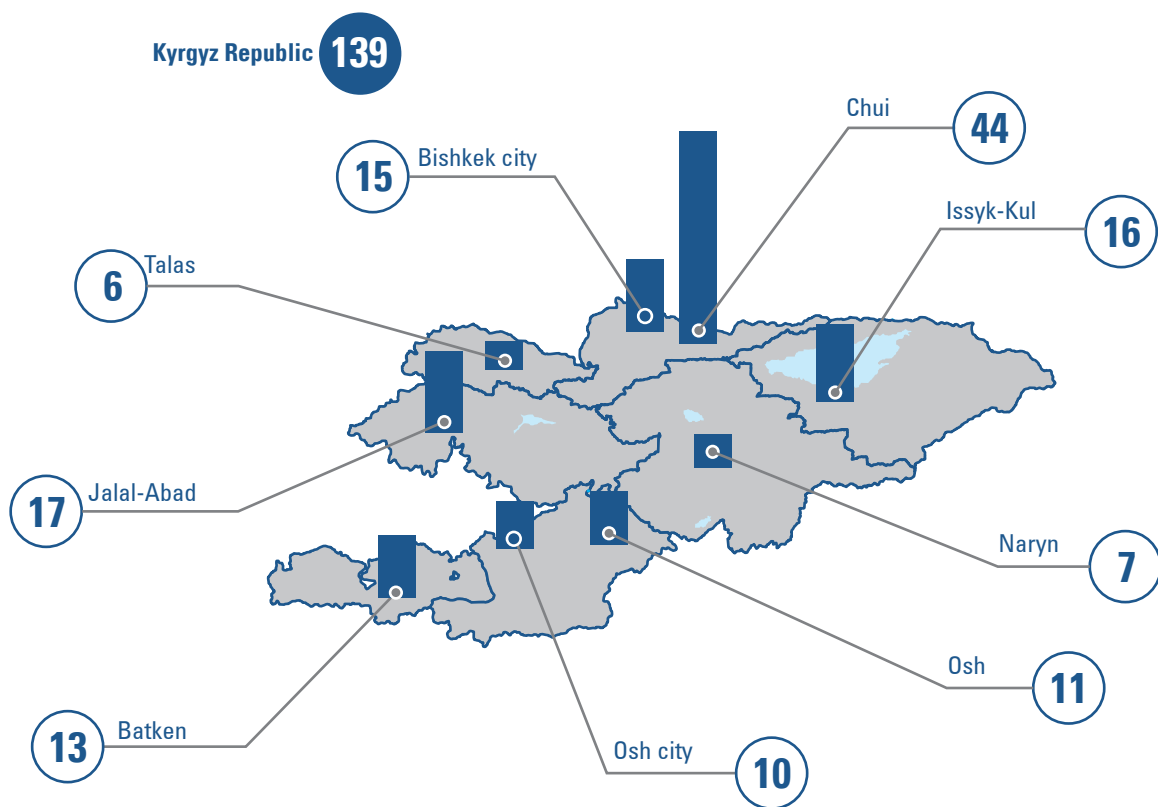 Kyrgyz Republic 139
Chui 44
15 Bishkek city
Issyk-Kul 16
6 Talas
17 Jalal-Abad
Naryn 7
Osh 11
13 Batken
Osh city 10